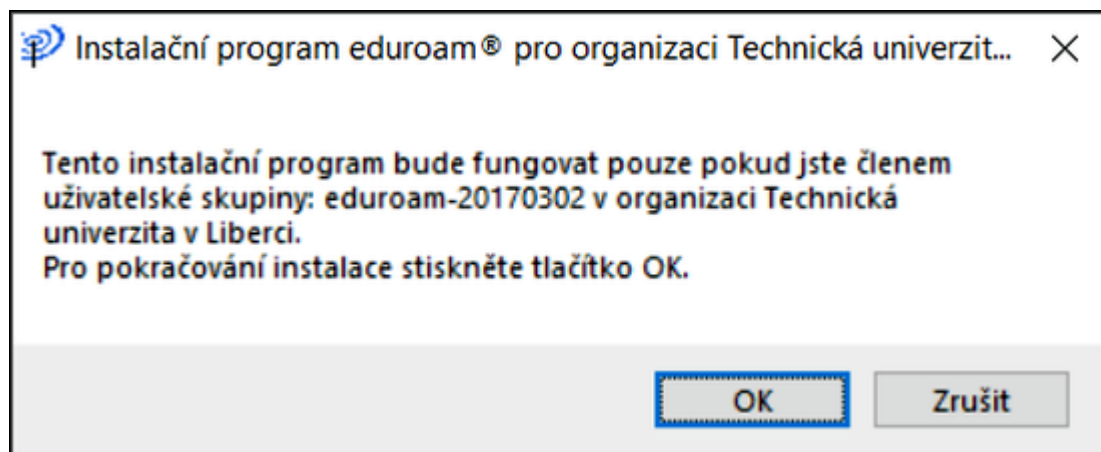 Instalační program eduroam® pro organizaci Technická univerzit...
Tento instalační program bude fungovat pouze pokud jste členem
uživatelské skupiny: eduroam-20170302 v organizaci Technická
univerzita v Liberci.
Pro pokračování instalace stiskněte tlačítko OK.
OK Zrušit